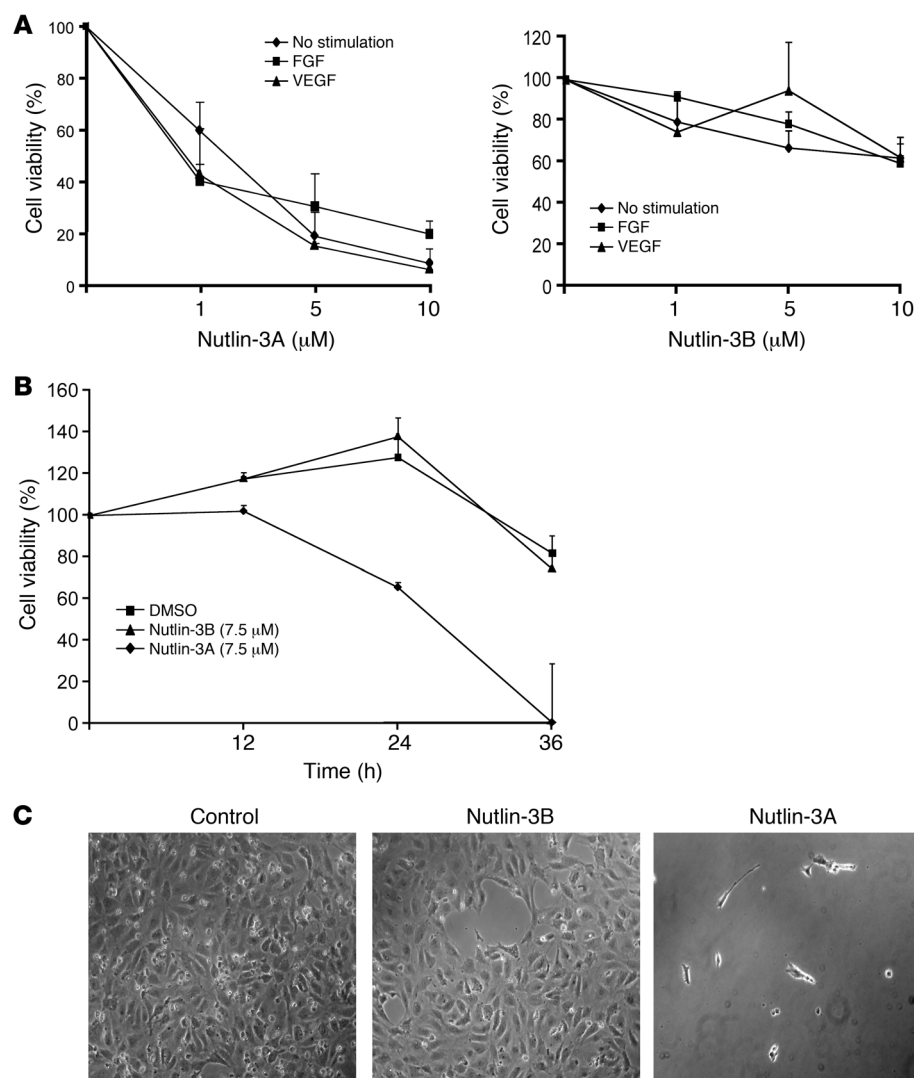 A
Cell viability (%)
100
80
60
40
20
0
No stimulation
FGF
VEGF
1
5
10
Nutlin-3A (μM)
Cell viability (%)
120
100
80
60
40
20
0
No stimulation
FGF
VEGF
1
5
10
Nutlin-3B (μM)
B
Cell viability (%)
160
140
120
100
80
60
40
20
0
DMSO
Nutlin-3B (7.5 μM)
Nutlin-3A (7.5 μM)
12
24
36
Time (h)
C
Control
Nutlin-3B
Nutlin-3A